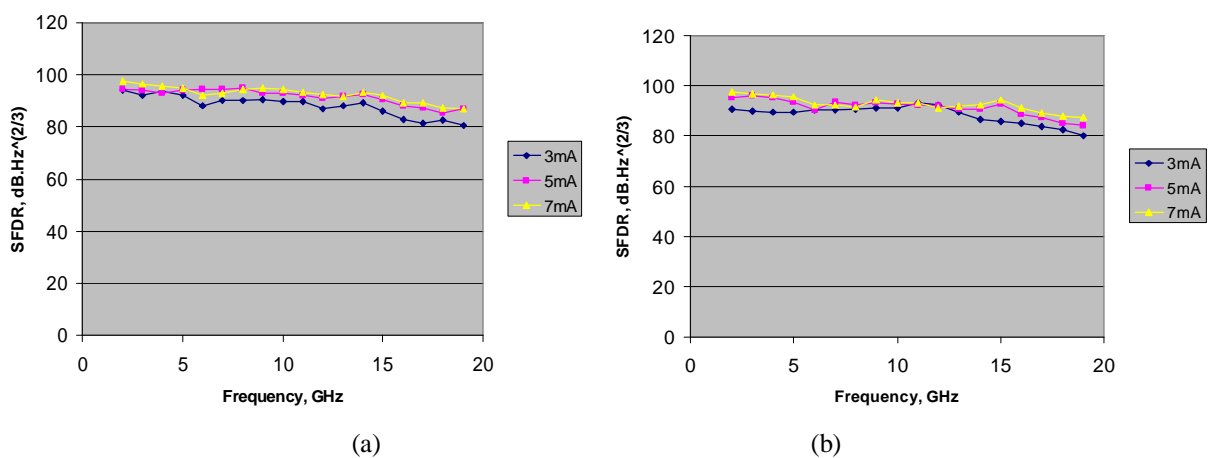 120
100
80
60
40
20
0
SFDR, dB.Hz^(2/3)
0 5 10 15 20
Frequency, GHz
3mA
5mA
7mA
(a)
120
100
80
60
40
20
0
SFDR, dB.Hz^(2/3)
0 5 10 15 20
Frequency, GHz
3mA
5mA
7mA
(b)